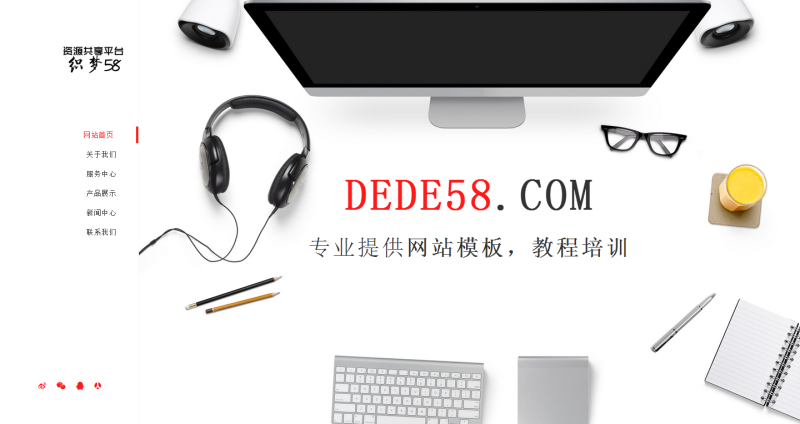 资源共享平台
织梦58
网站首页
关于我们
服务中心
产品展示
新闻中心
联系我们
DEDE58.COM
专业提供网站模板，教程培训